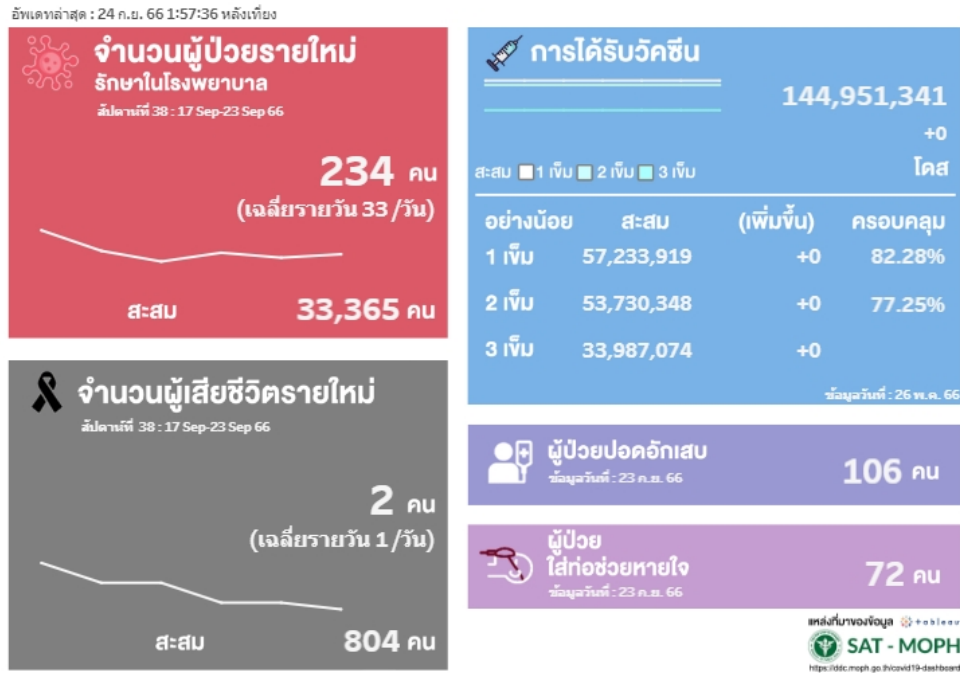 อัพเดทล่าสุด : 24 ก.ย. 66 1:57:36 หลังเที่ยง
จำนวนผู้ป่วยรายใหม่
รักษาในโรงพยาบาล
สัปดาห์ที่ 38 : 17 Sep-23 Sep 66
234 คน
(เฉลี่ยรายวัน 33 /วัน)
สะสม 33,365 คน
จำนวนผู้เสียชีวิตรายใหม่
สัปดาห์ที่ 38 : 17 Sep-23 Sep 66
2 คน
(เฉลี่ยรายวัน 1 /วัน)
สะสม 804 คน
การได้รับวัคซีน
144,951,341
+0
โดส
สะสม 1 เข็ม 2 เข็ม 3 เข็ม
อย่างน้อย สะสม (เพิ่มขึ้น) ครอบคลุม
1 เข็ม 57,233,919 +0 82.28%
2 เข็ม 53,730,348 +0 77.25%
3 เข็ม 33,987,074 +0
ข้อมูลวันที่ : 26 พ.ค. 66
ผู้ป่วยปอดอักเสบ
ข้อมูลวันที่ : 23 ก.ย. 66
106 คน
ผู้ป่วย
ใส่ท่อช่วยหายใจ
ข้อมูลวันที่ : 23 ก.ย. 66
72 คน
แหล่งที่มาของข้อมูล +ableau
SAT - MOPH
https://ddc.moph.go.th/covid19-dashboard